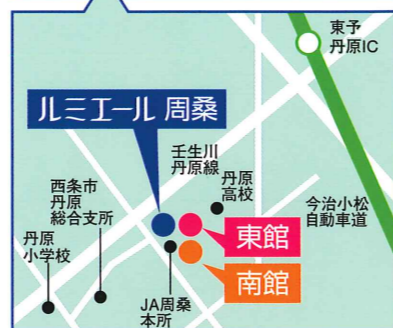 東予
丹原IC
ルミエール 周桑
壬生川
丹原線
丹原
高校
西条市
丹原
総合支所
今治小松
自動車道
丹原
小学校
東館
南館
JA周桑
本所